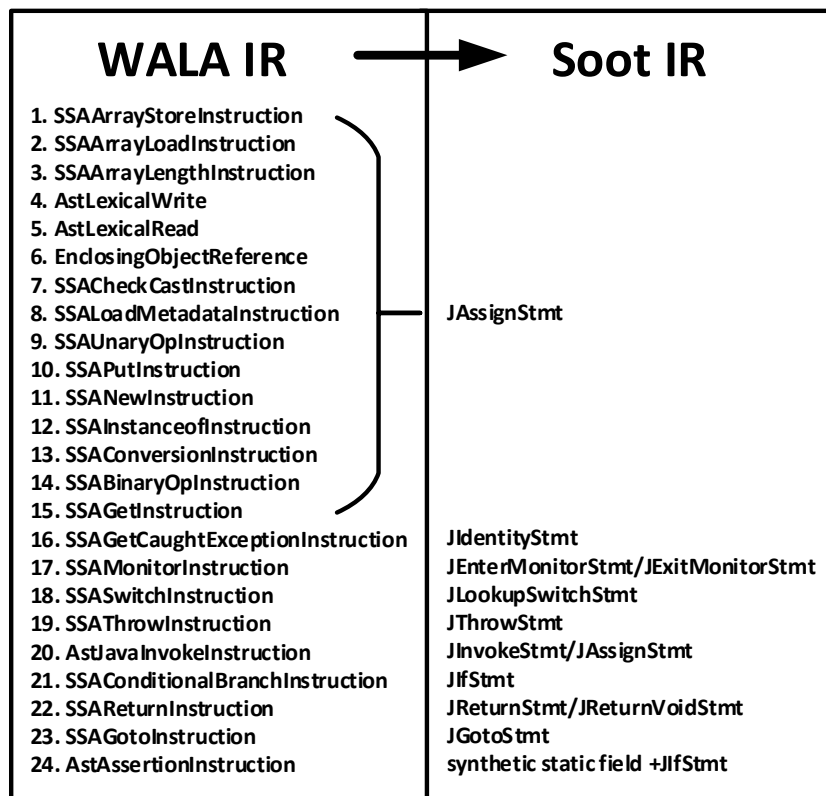 WALA IR
Soot IR
1. SSAArrayStoreInstruction
2. SSAArrayLoadInstruction
3. SSAArrayLengthInstruction
4. AstLexicalWrite
5. AstLexicalRead
6. EnclosingObjectReference
7. SSACheckCastInstruction
8. SSALoadMetadataInstruction
9. SSAUnaryOpInstruction
10. SSAPutInstruction
11. SSANewInstruction
12. SSAInstanceofInstruction
13. SSAConversionInstruction
14. SSABinaryOpInstruction
15. SSAGetInstruction
16. SSAGetCaughtExceptionInstruction
17. SSAMonitorInstruction
18. SSASwitchInstruction
19. SSAThrowInstruction
20. AstJavaInvokeInstruction
21. SSAConditionalBranchInstruction
22. SSAReturnInstruction
23. SSAGotoInstruction
24. AstAssertionInstruction
JAssignStmt
JIdentityStmt
JEnterMonitorStmt/JExitMonitorStmt
JLookupSwitchStmt
JThrowStmt
JInvokeStmt/JAssignStmt
JIfStmt
JReturnStmt/JReturnVoidStmt
JGotoStmt
synthetic static field +JIfStmt